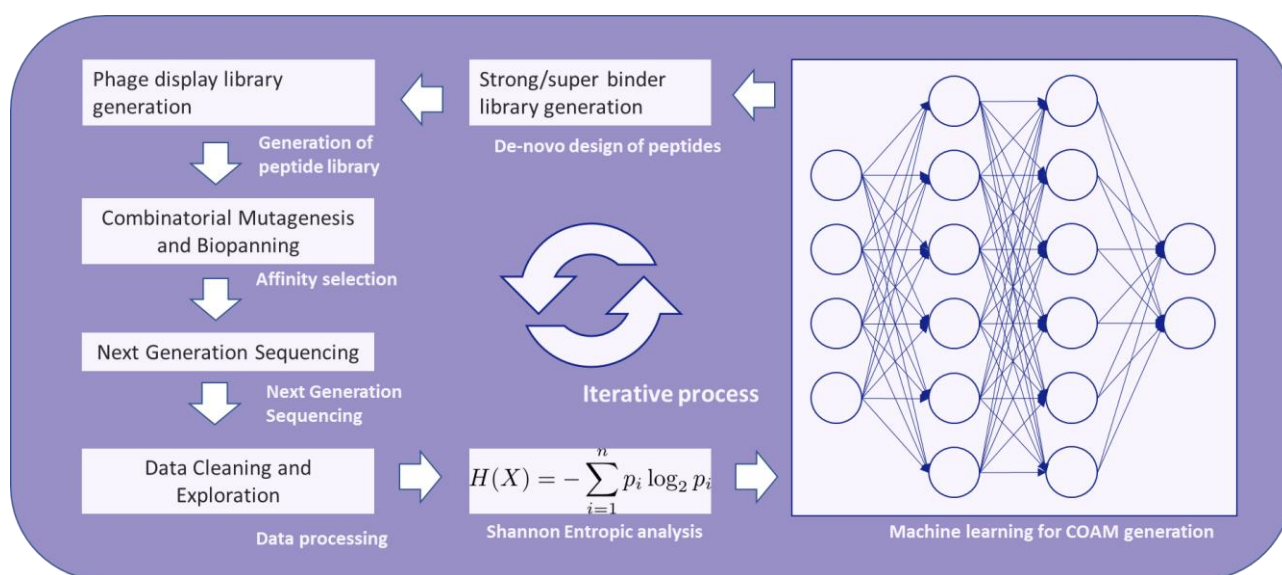 Phage display library
generation
Strong/super binder
library generation
Generation of
peptide library
De-novo design of peptides
Combinatorial Mutagenesis
and Biopanning
Affinity selection
Next Generation Sequencing
Next Generation
Sequencing
Iterative process
Data Cleaning and
Exploration
H(X) = -\sum_{i=1}^{n} p_i \log_2 p_i
Data processing
Shannon Entropic analysis
Machine learning for COAM generation